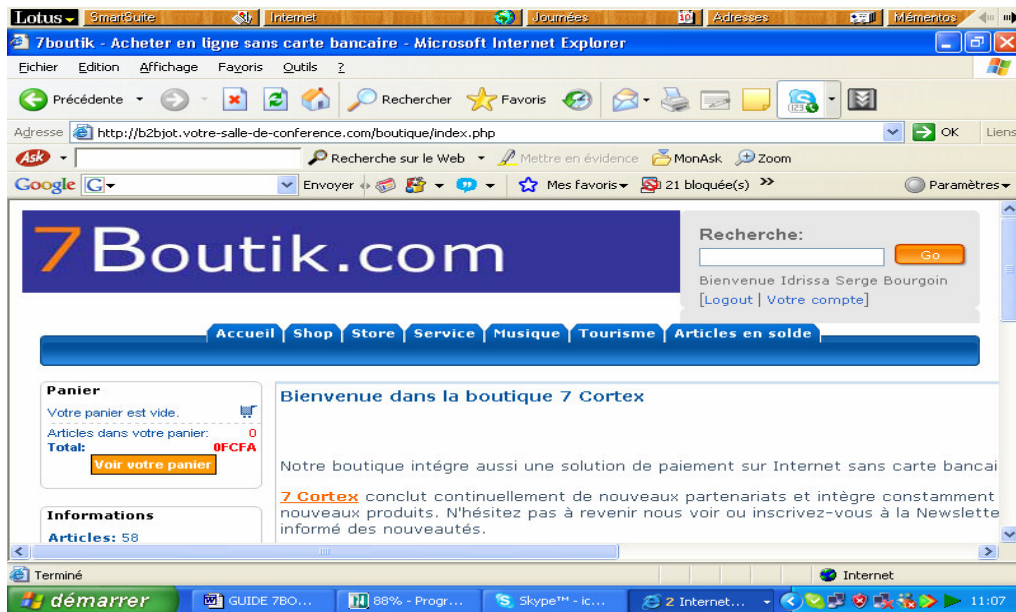 Lotus SmartSuite Internet Journées Adresses Mémentos
7boutik - Acheter en ligne sans carte bancaire - Microsoft Internet Explorer
Fichier Edition Affichage Favoris Outils ?
Précédente Rechercher Favoris
Adresse http://b2bjot.votre-salle-de-conference.com/boutique/index.php OK Liens
Ask Recherche sur le Web Mettre en évidence MonAsk Zoom
Google G Envoyer Mes favoris 21 bloquée(s) >> Paramètres
7Boutik.com
Recherche:
Go
Bienvenue Idrissa Serge Bourgoin
[Logout | Votre compte]
Accueil Shop Store Service Musique Tourisme Articles en solde
Panier
Votre panier est vide.
Articles dans votre panier: 0
Total: 0FCFA
Voir votre panier
Informations
Articles: 58
Bienvenue dans la boutique 7 Cortex
Notre boutique intégre aussi une solution de paiement sur Internet sans carte bancai
7 Cortex conclut continuellement de nouveaux partenariats et intègre constamment
nouveaux produits. N'hésitez pas à revenir nous voir ou inscrivez-vous à la Newslette
informé des nouveautés.
Terminé Internet
démarrer GUIDE 7BO... 88% - Progr... Skype™ - ic... 2 Internet... 11:07